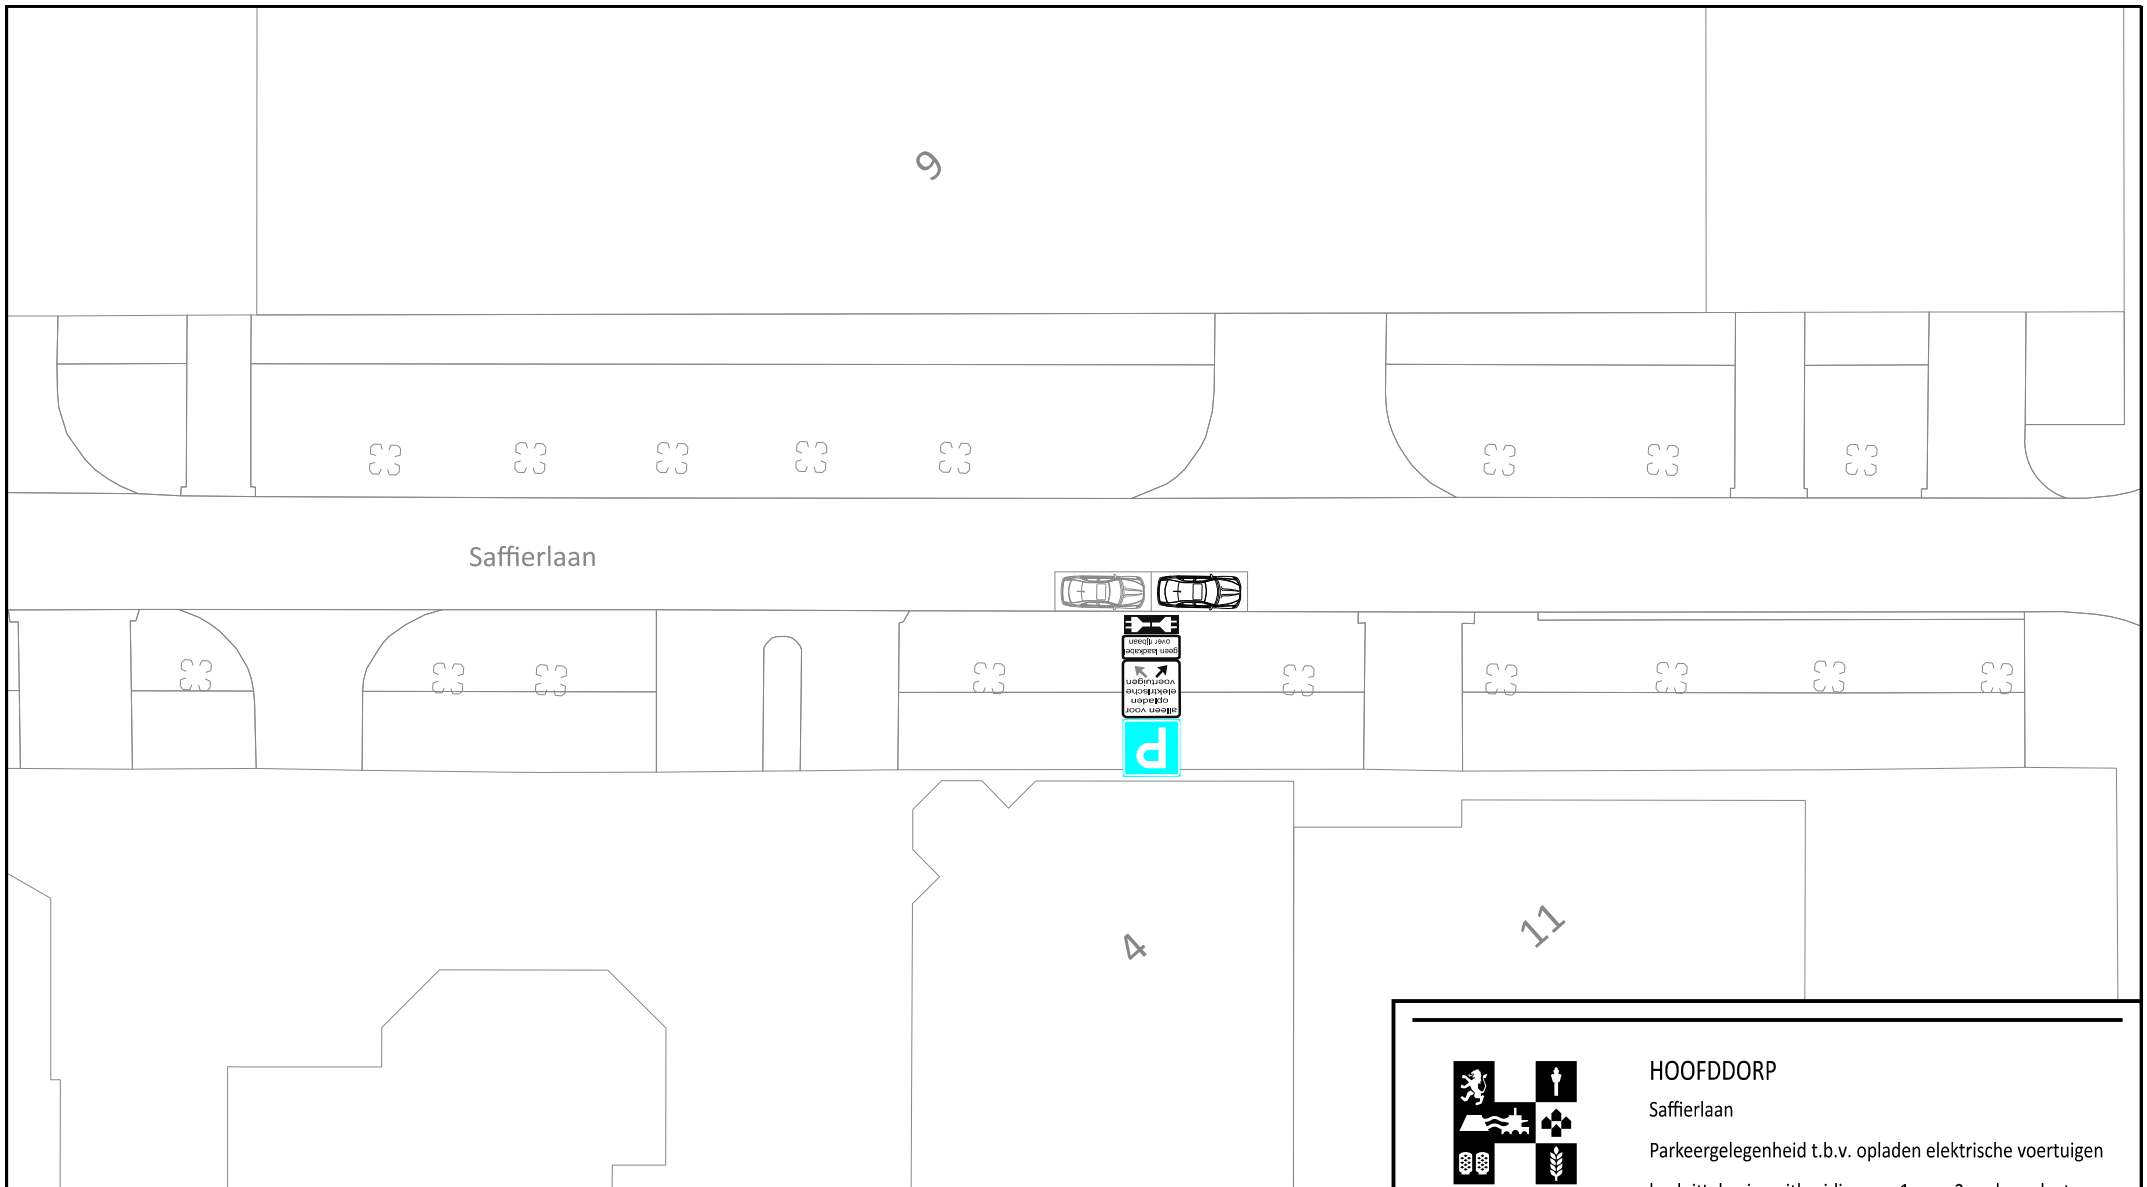 9
Saffierlaan
geen laadkabel
over rijbaan
P
alleen voor
opladen
elektrische
voertuigen
4
11
HOOFDDORP
Saffierlaan
Parkeergelegenheid t.b.v. opladen elektrische voertuigen